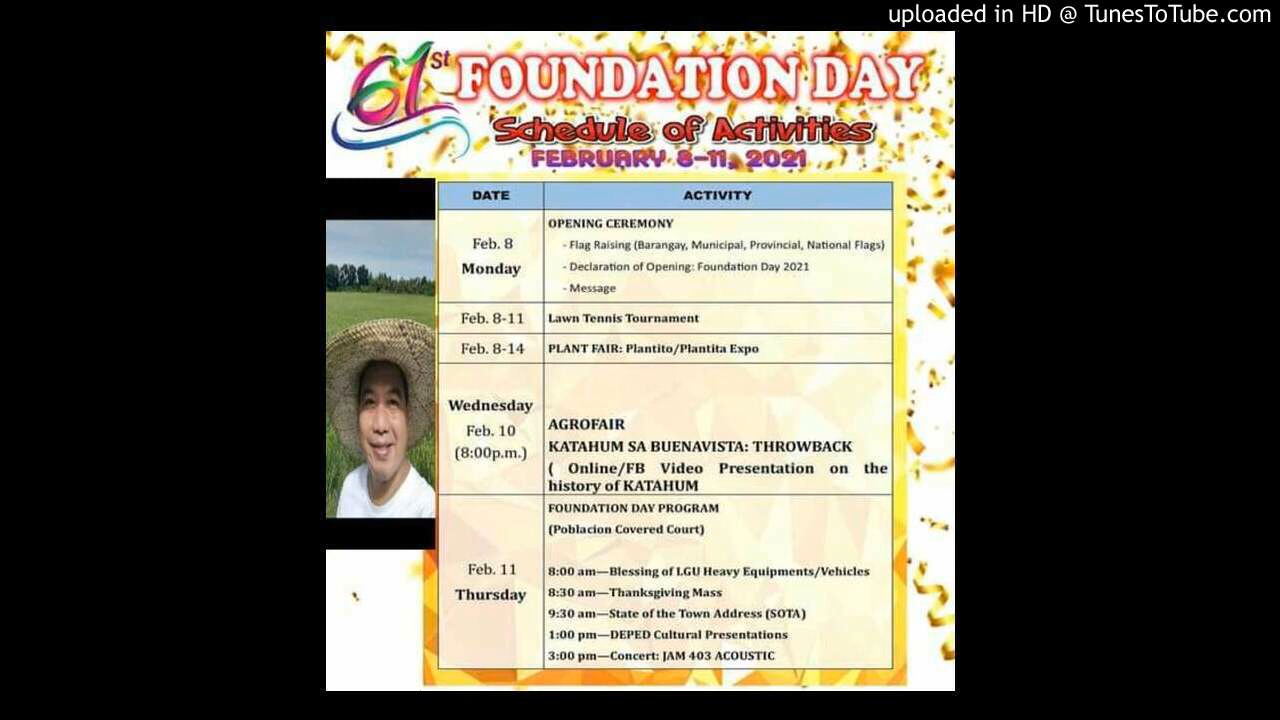 uploaded in HD @ TunesToTube.com
61st FOUNDATION DAY
Schedule of Activities
FEBRUARY 8-11, 2021
DATE ACTIVITY
Feb. 8
Monday
OPENING CEREMONY
- Flag Raising (Barangay, Municipal, Provincial, National Flags)
- Declaration of Opening: Foundation Day 2021
- Message
Feb. 8-11 Lawn Tennis Tournament
Feb. 8-14 PLANT FAIR: Plantito/Plantita Expo
Wednesday
Feb. 10
(8:00p.m.)
AGROFAIR
KATAHUM SA BUENAVISTA: THROWBACK
( Online/FB Video Presentation on the
history of KATAHUM
Feb. 11
Thursday
FOUNDATION DAY PROGRAM
(Poblacion Covered Court)
8:00 am—Blessing of LGU Heavy Equipments/Vehicles
8:30 am—Thanksgiving Mass
9:30 am—State of the Town Address (SOTA)
1:00 pm—DEPED Cultural Presentations
3:00 pm—Concert: JAM 403 ACOUSTIC